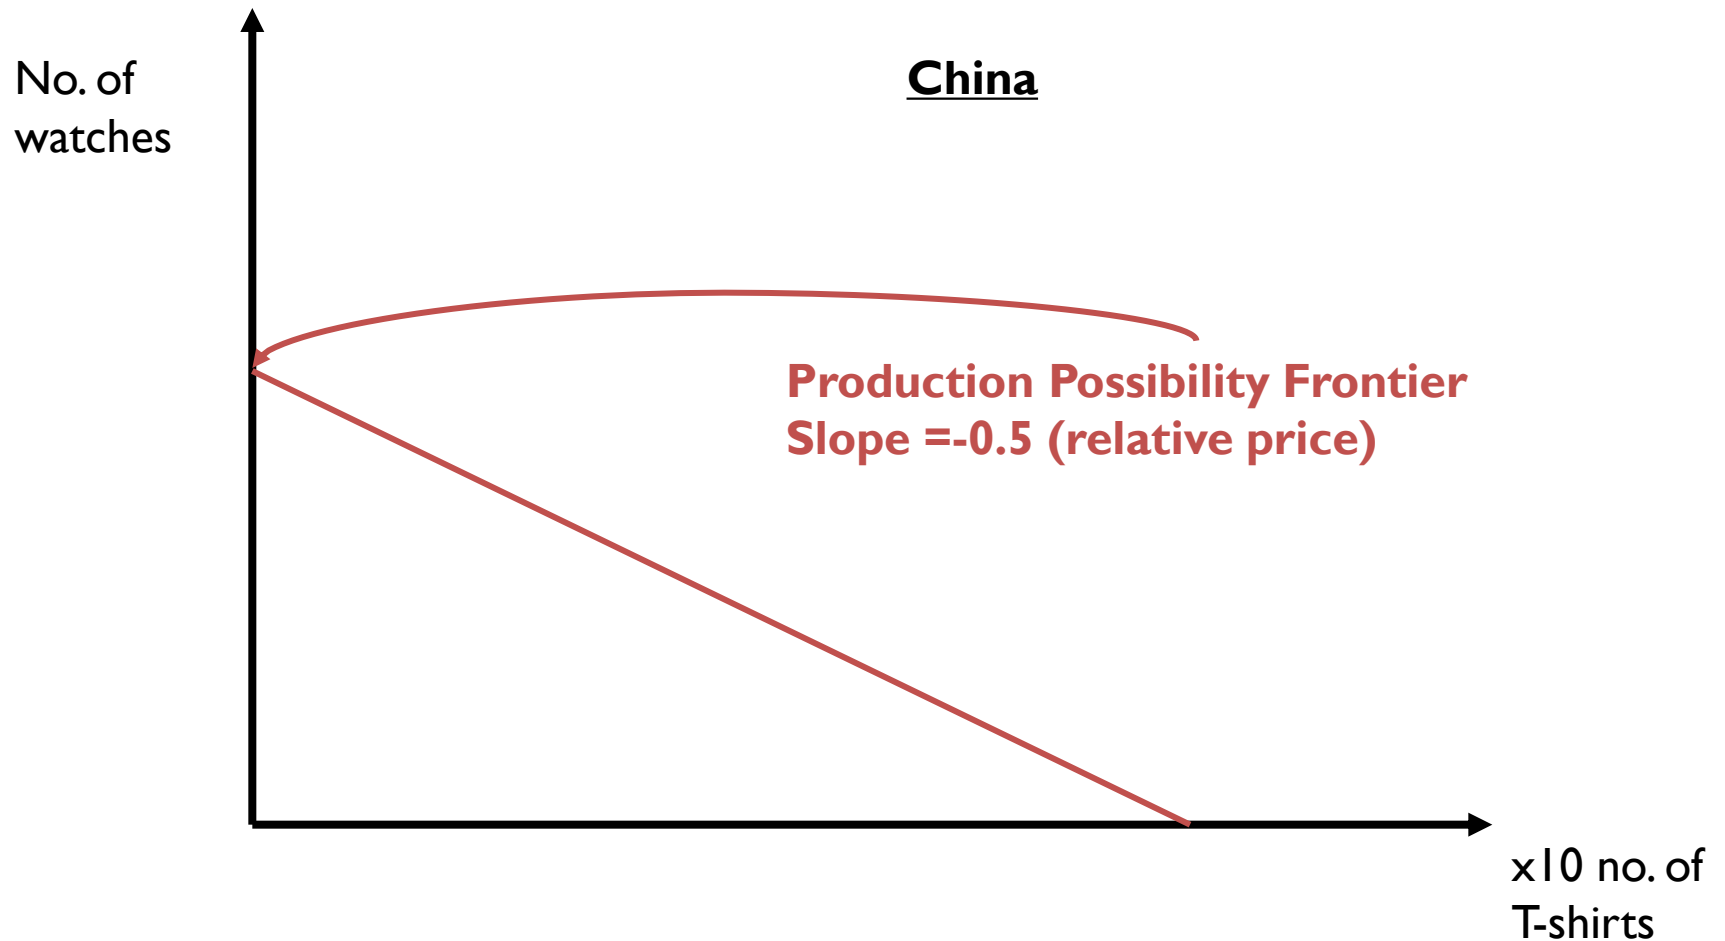 No. of
watches
China
Production Possibility Frontier
Slope =-0.5 (relative price)
x10 no. of
T-shirts